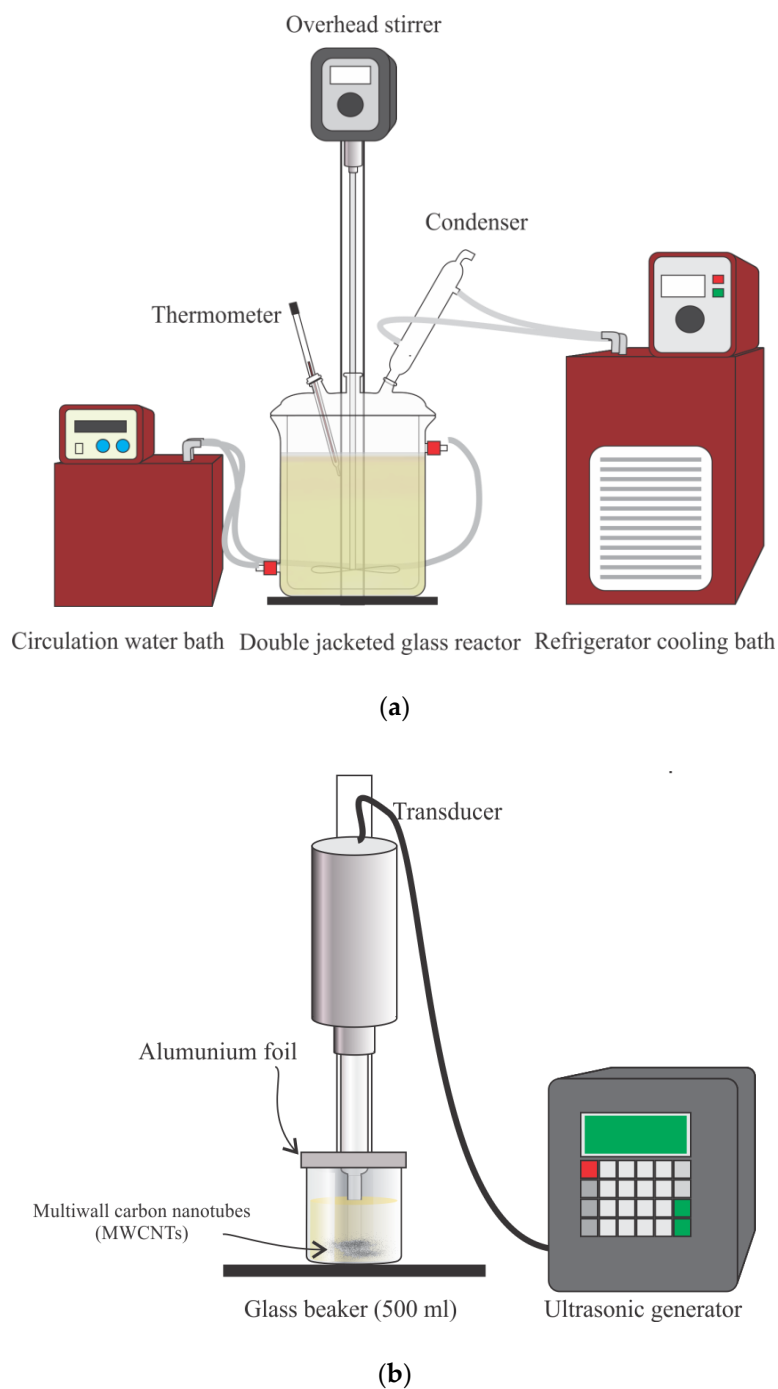 Overhead stirrer
Condenser
Thermometer
Circulation water bath
Double jacketed glass reactor
Refrigerator cooling bath
(a)
Transducer
Alumunium foil
Multiwall carbon nanotubes
(MWCNTs)
Glass beaker (500 ml)
Ultrasonic generator
(b)